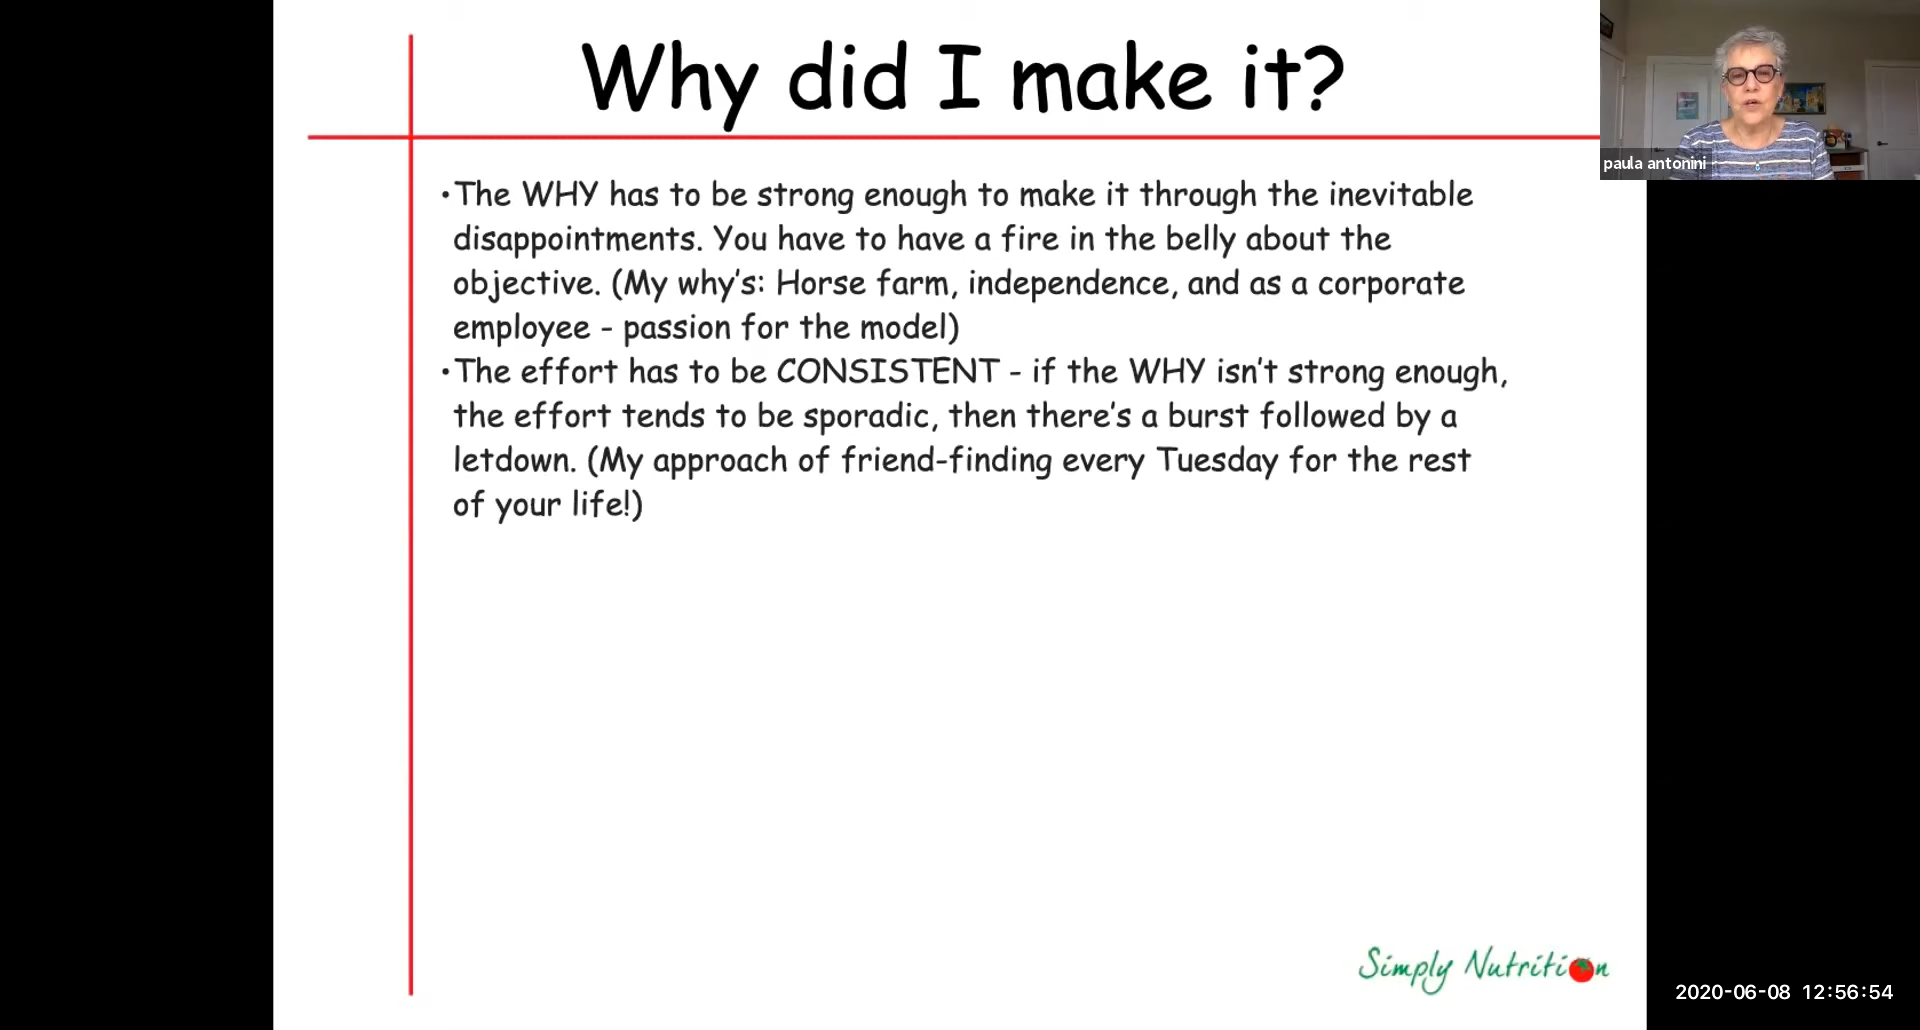 Why did I make it?
paula antonini
•The WHY has to be strong enough to make it through the inevitable
disappointments. You have to have a fire in the belly about the
objective. (My why's: Horse farm, independence, and as a corporate
employee - passion for the model)
•The effort has to be CONSISTENT - if the WHY isn't strong enough,
the effort tends to be sporadic, then there's a burst followed by a
letdown. (My approach of friend-finding every Tuesday for the rest
of your life!)
Simply Nutrition
2020-06-08 12:56:54